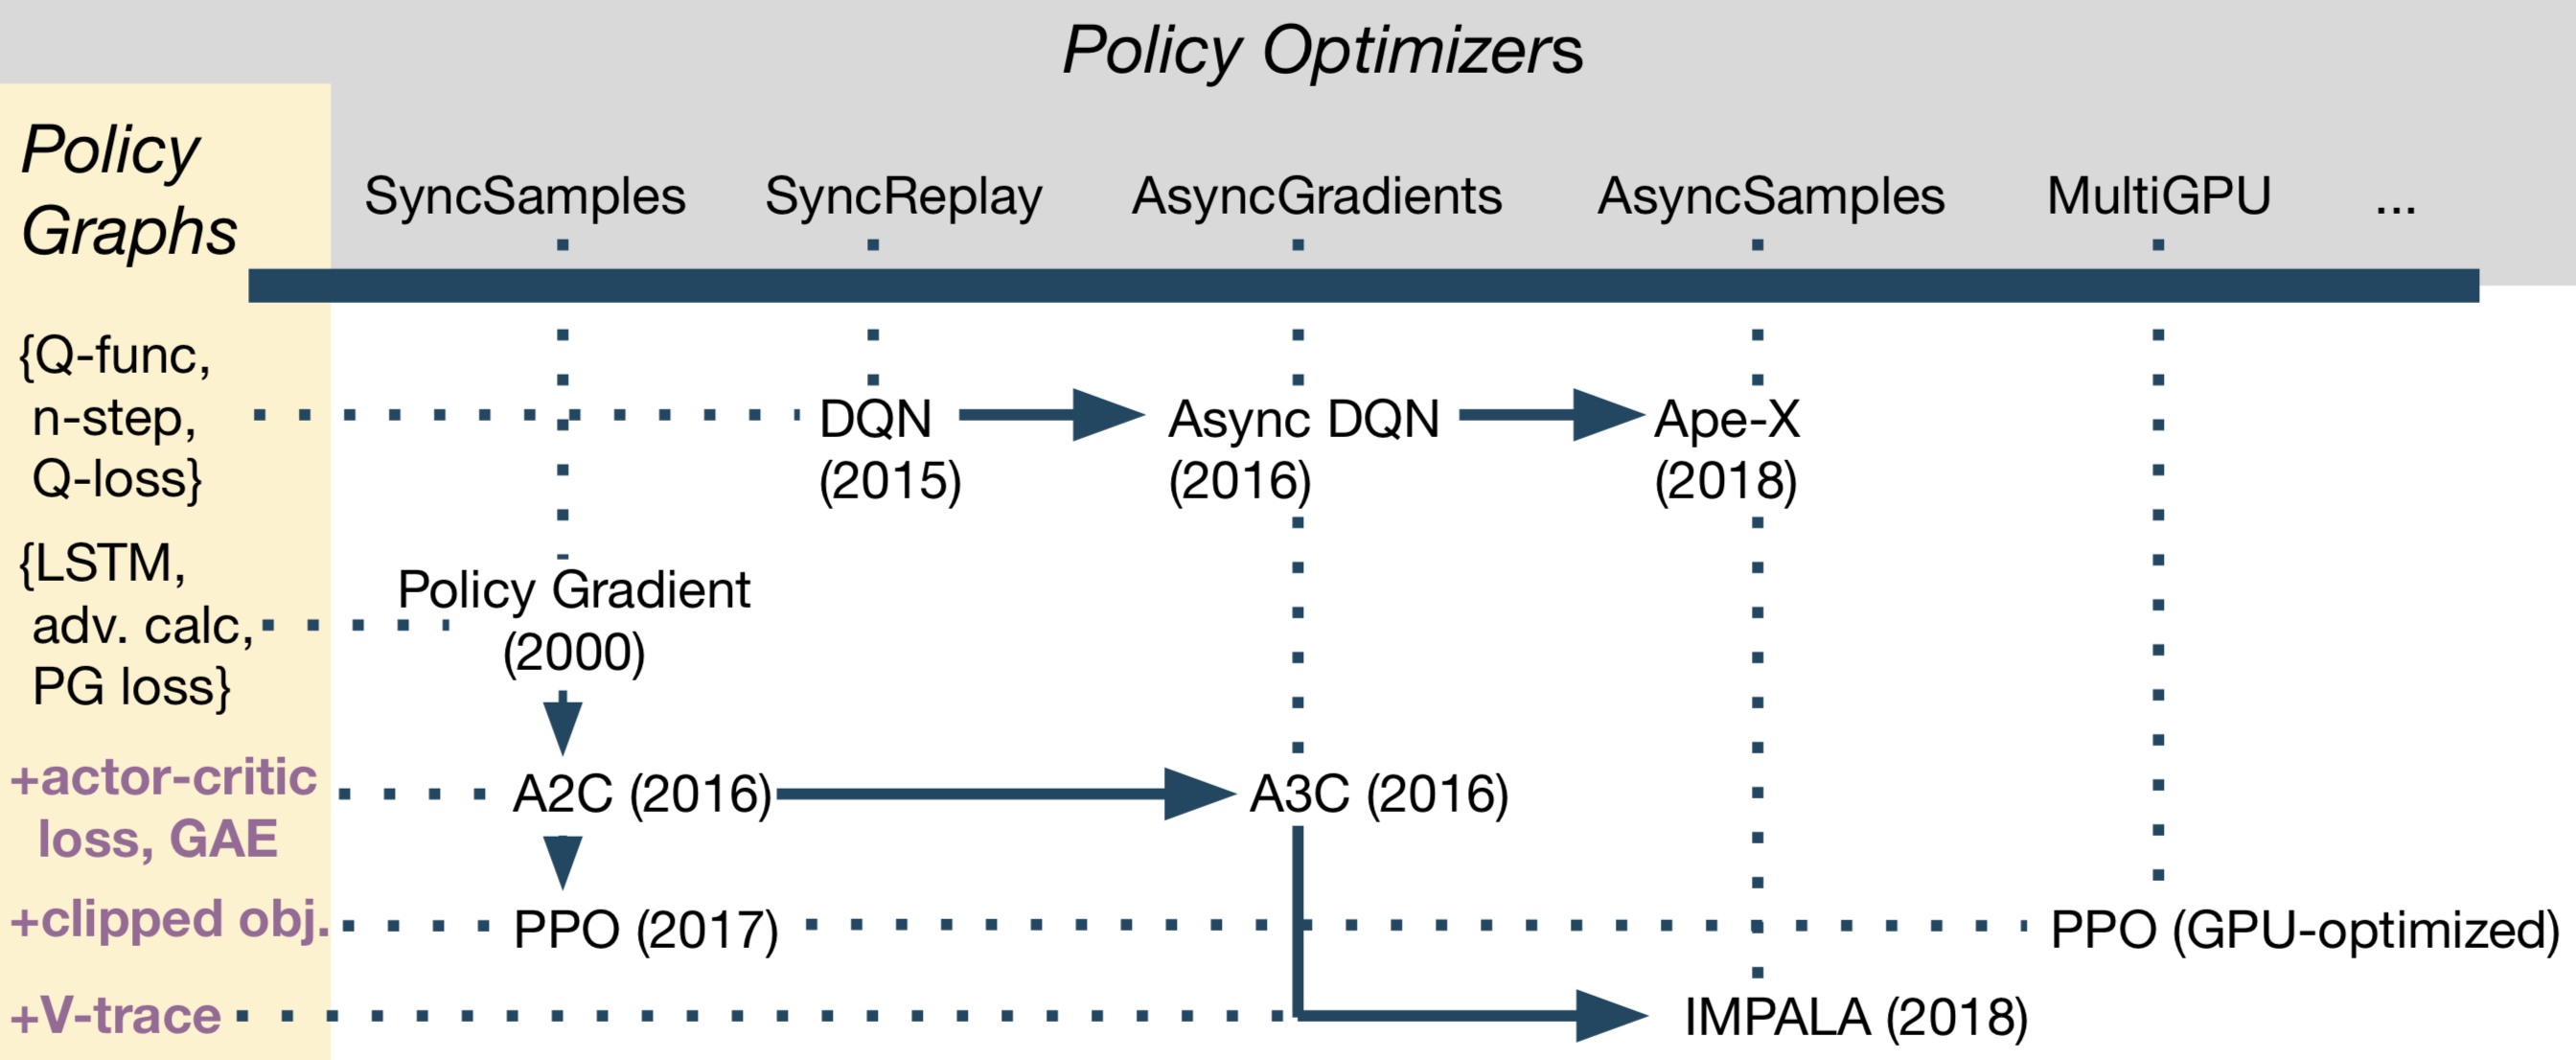 Policy Optimizers
Policy
Graphs
SyncSamples SyncReplay AsyncGradients AsyncSamples MultiGPU ...
{Q-func,
n-step,
Q-loss}
DQN
(2015)
Async DQN
(2016)
Ape-X
(2018)
{LSTM,
adv. calc,
PG loss}
Policy Gradient
(2000)
+actor-critic
loss, GAE
A2C (2016)
A3C (2016)
+clipped obj.
PPO (2017)
PPO (GPU-optimized)
+V-trace
IMPALA (2018)